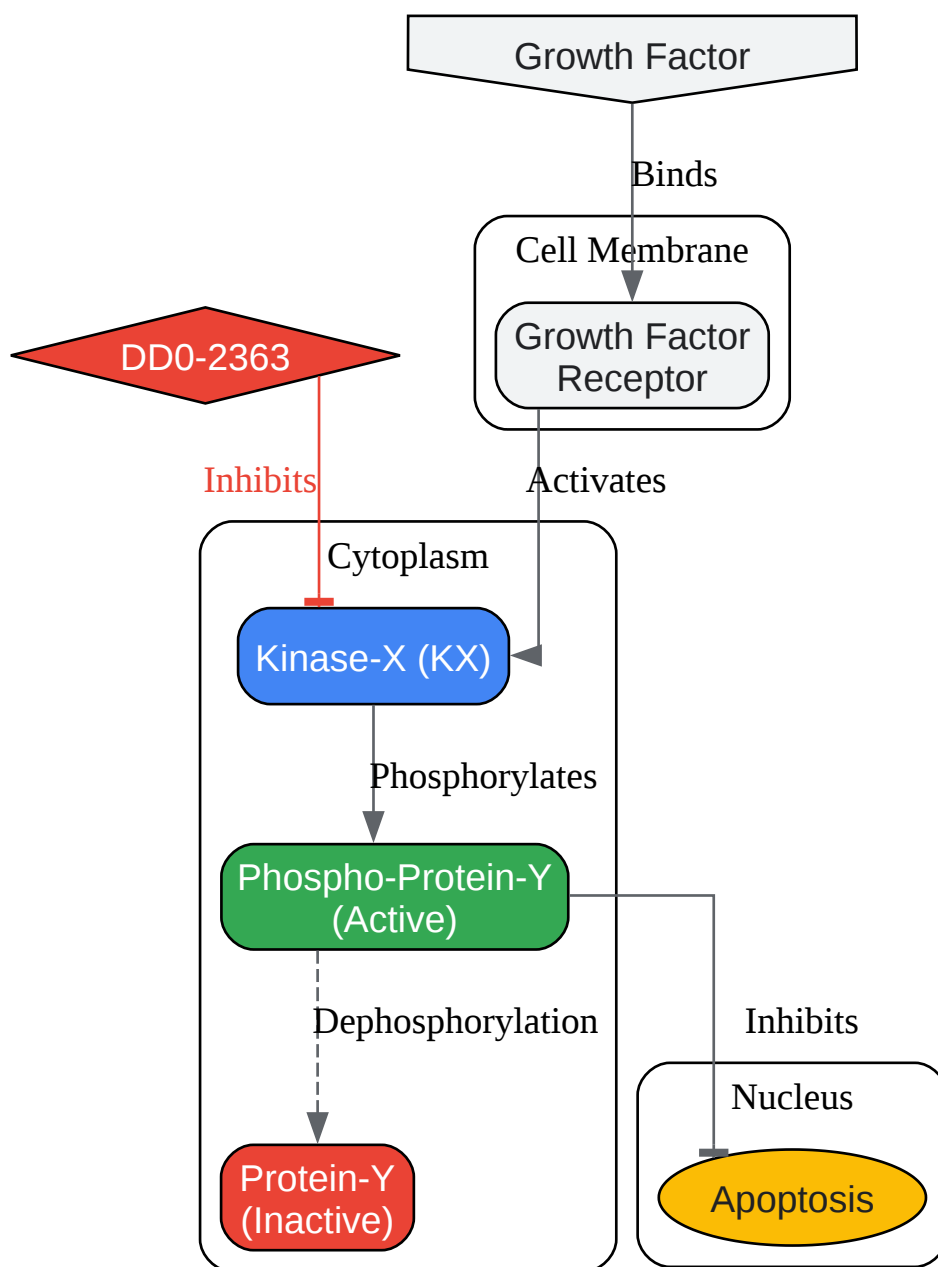 Growth Factor
Binds
Cell Membrane
Growth Factor
Receptor
DD0-2363
Inhibits
Activates
Cytoplasm
Kinase-X (KX)
Phosphorylates
Phospho-Protein-Y
(Active)
Dephosphorylation
Inhibits
Nucleus
Protein-Y
(Inactive)
Apoptosis